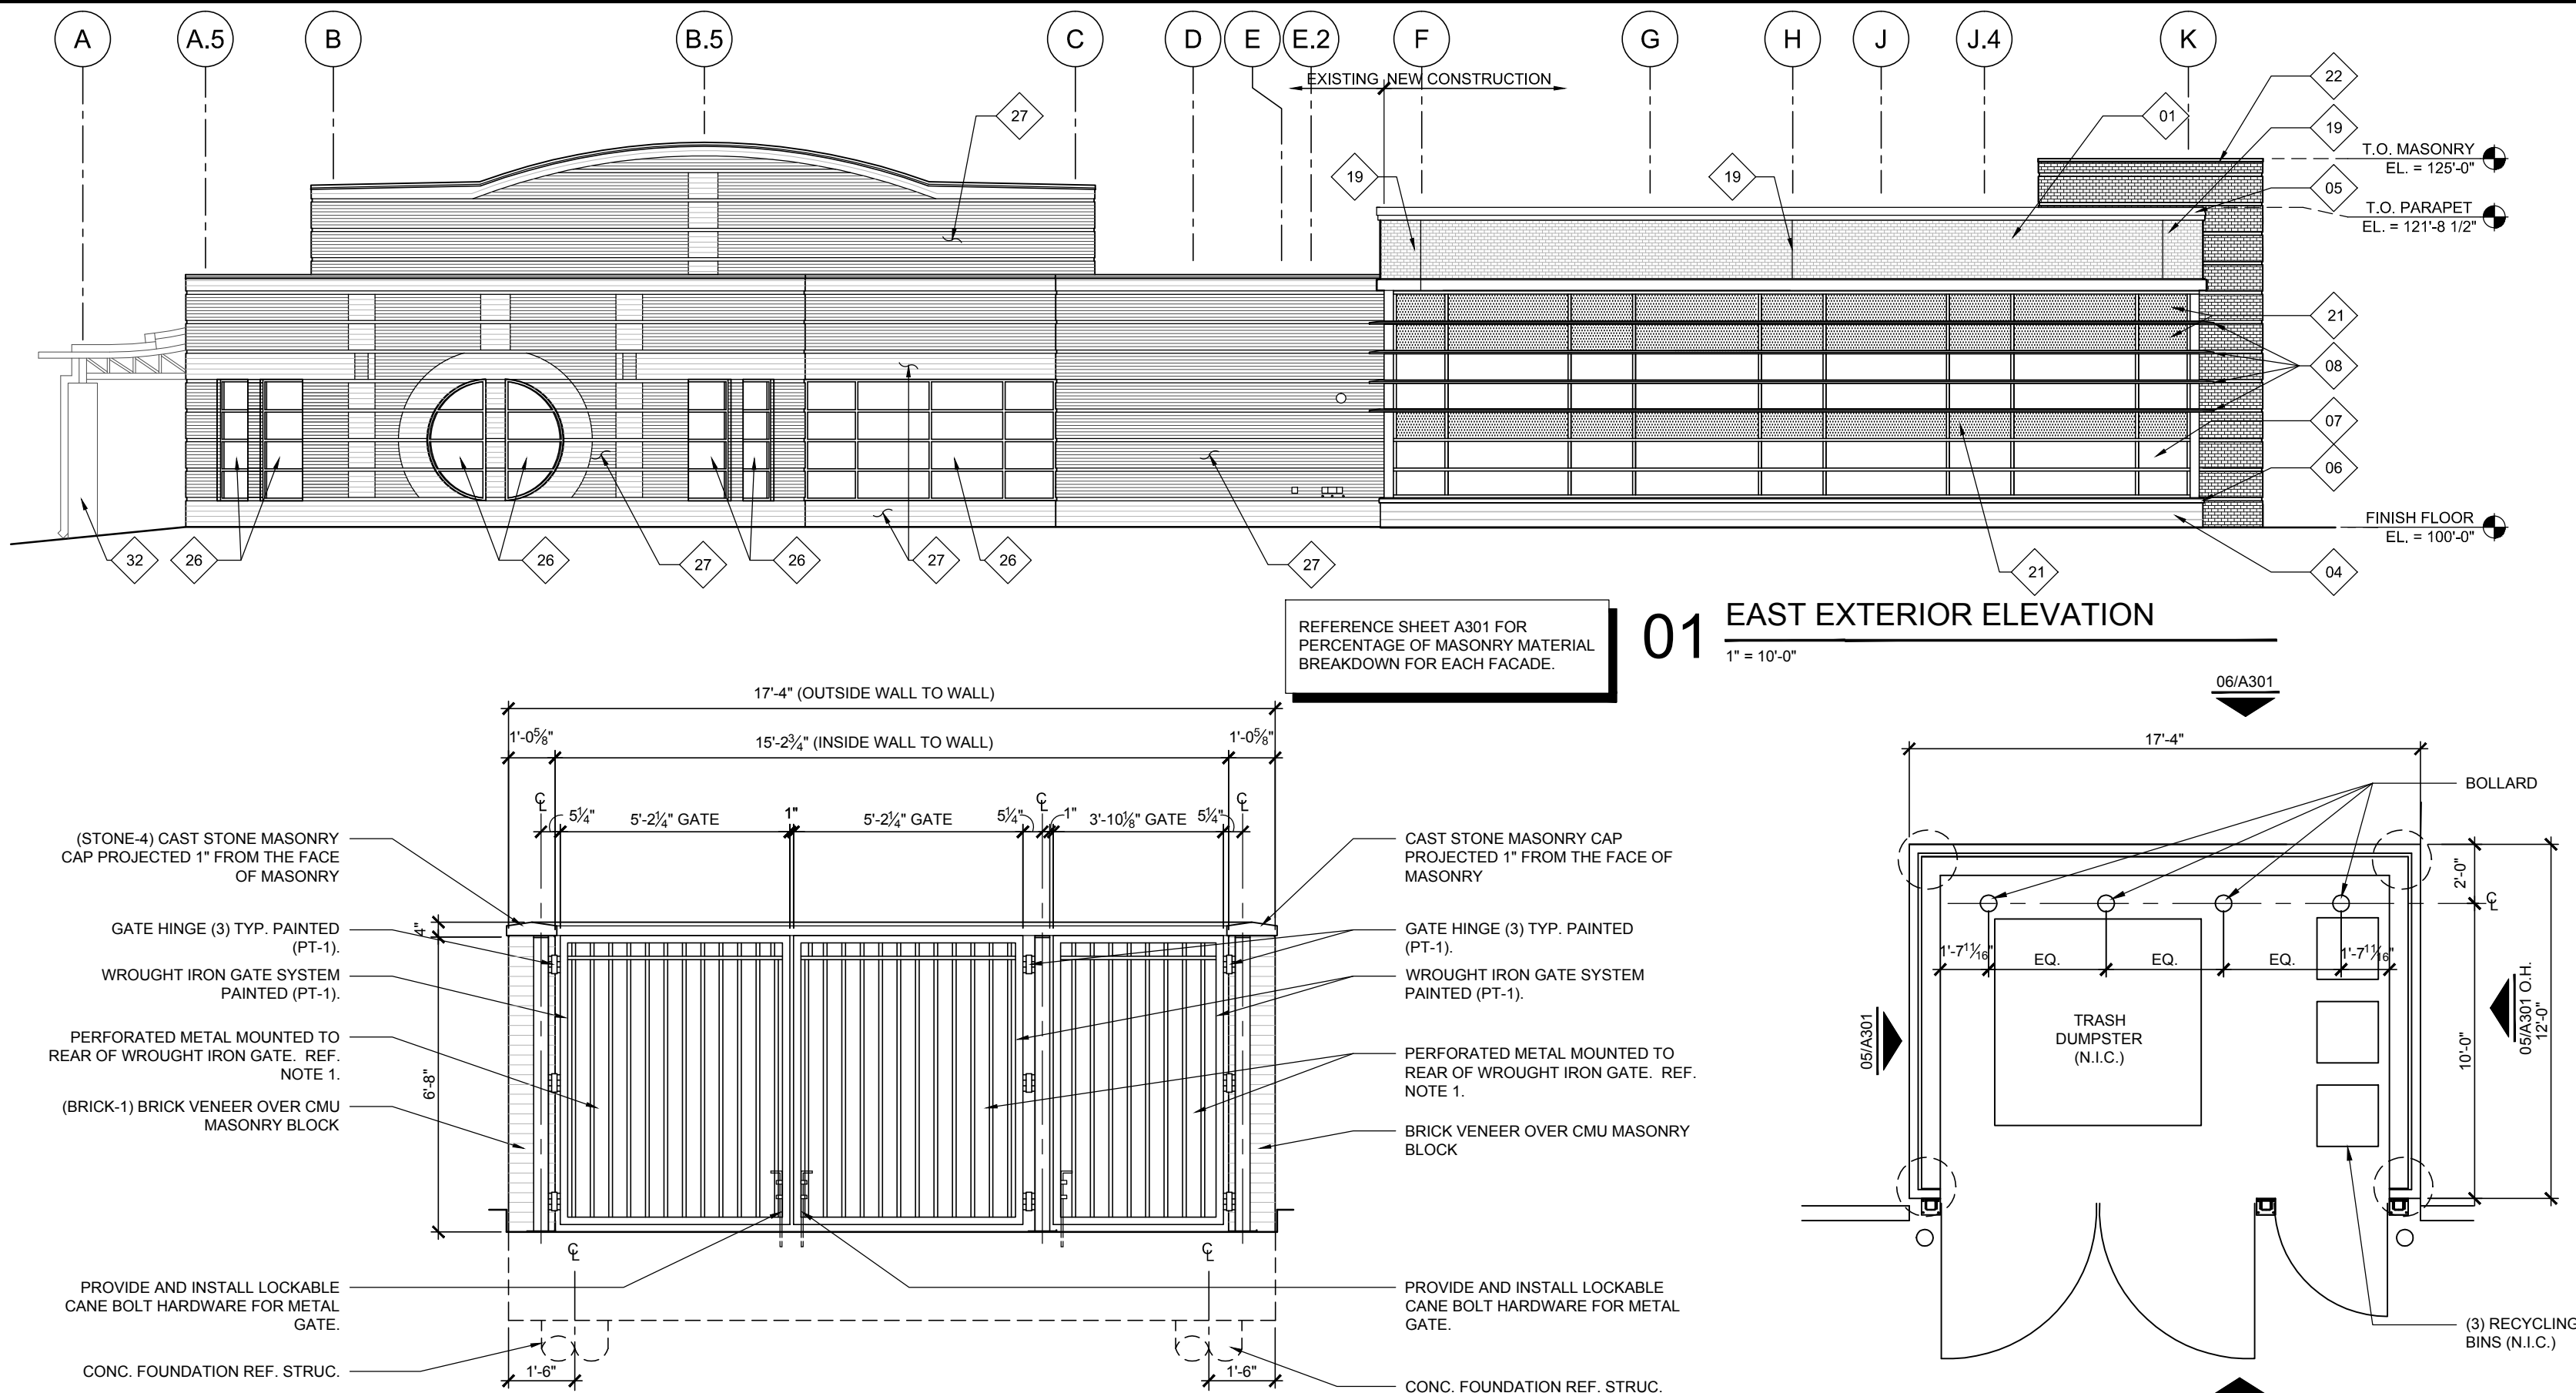 A
A.5
B
B.5
C
D
E
E.2
F
G
H
J
J.4
K
EXISTING
NEW CONSTRUCTION
27
19
19
01
22
19
05
T.O. MASONRY
EL. = 125'-0"
T.O. PARAPET
EL. = 121'-8 1/2"
21
08
07
06
FINISH FLOOR
EL. = 100'-0"
04
32
26
26
27
26
27
26
27
21
REFERENCE SHEET A301 FOR
PERCENTAGE OF MASONRY MATERIAL
BREAKDOWN FOR EACH FACADE.
01
EAST EXTERIOR ELEVATION
1" = 10'-0"
17'-4" (OUTSIDE WALL TO WALL)
1'-0⅝"
15'-2¾" (INSIDE WALL TO WALL)
1'-0⅝"
℄
5¼"
5'-2¼" GATE
1"
5'-2¼" GATE
5¼"
℄
1"
3'-10⅛" GATE
5¼"
℄
(STONE-4) CAST STONE MASONRY
CAP PROJECTED 1" FROM THE FACE
OF MASONRY
GATE HINGE (3) TYP. PAINTED
(PT-1).
WROUGHT IRON GATE SYSTEM
PAINTED (PT-1).
PERFORATED METAL MOUNTED TO
REAR OF WROUGHT IRON GATE. REF.
NOTE 1.
(BRICK-1) BRICK VENEER OVER CMU
MASONRY BLOCK
PROVIDE AND INSTALL LOCKABLE
CANE BOLT HARDWARE FOR METAL
GATE.
CONC. FOUNDATION REF. STRUC.
4"
6'-8"
℄
℄
1'-6"
1'-6"
CAST STONE MASONRY CAP
PROJECTED 1" FROM THE FACE OF
MASONRY
GATE HINGE (3) TYP. PAINTED
(PT-1).
WROUGHT IRON GATE SYSTEM
PAINTED (PT-1).
PERFORATED METAL MOUNTED TO
REAR OF WROUGHT IRON GATE. REF.
NOTE 1.
BRICK VENEER OVER CMU MASONRY
BLOCK
PROVIDE AND INSTALL LOCKABLE
CANE BOLT HARDWARE FOR METAL
GATE.
CONC. FOUNDATION REF. STRUC.
06/A301
17'-4"
BOLLARD
2'-0"
℄
1'-7 11/16"
EQ.
EQ.
EQ.
1'-7 11/16"
TRASH
DUMPSTER
(N.I.C.)
05/A301
10'-0"
05/A301 O.H.
12'-0"
(3) RECYCLING
BINS (N.I.C.)